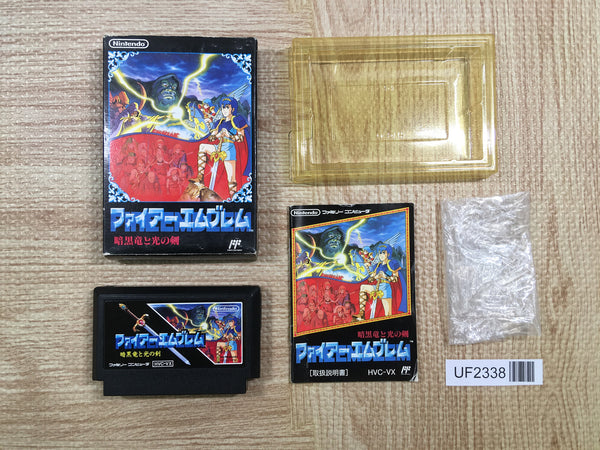 Nintendo
ファイアーエムブレム
暗黒竜と光の剣
Nintendo
ファイアーエムブレム
暗黒竜と光の剣
ファミリー コンピュータ
HVC-VX
Nintendo
ファミリー コンピュータ
暗黒竜と光の剣
ファイアーエムブレム
[取扱説明書]
HVC-VX
UF2338